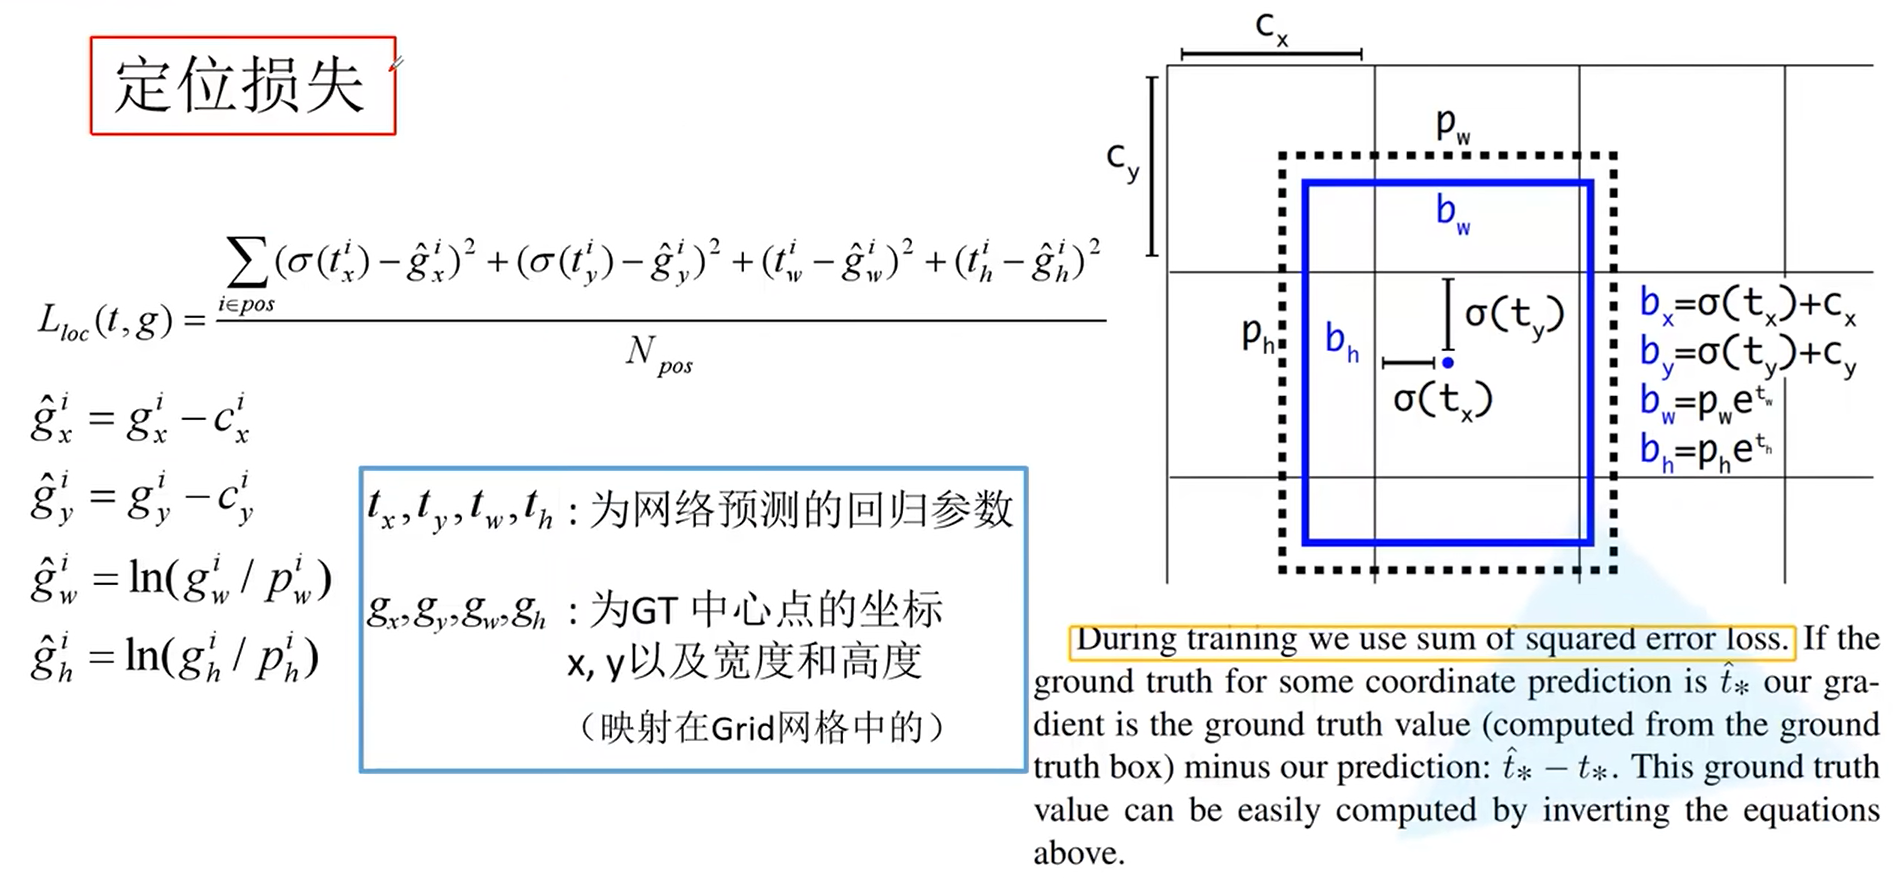 定位损失
L_{loc}(t, g) = \frac{\sum_{i \in pos} (\sigma(t_x^i) - \hat{g}_x^i)^2 + (\sigma(t_y^i) - \hat{g}_y^i)^2 + (t_w^i - \hat{g}_w^i)^2 + (t_h^i - \hat{g}_h^i)^2}{N_{pos}}
\hat{g}_x^i = g_x^i - c_x^i
\hat{g}_y^i = g_y^i - c_y^i
\hat{g}_w^i = \ln(g_w^i / p_w^i)
\hat{g}_h^i = \ln(g_h^i / p_h^i)
t_x, t_y, t_w, t_h : 为网络预测的回归参数
g_x, g_y, g_w, g_h : 为GT 中心点的坐标
x, y以及宽度和高度
（映射在Grid网格中的）
c_x
c_y
p_w
b_w
p_h
b_h
σ(t_y)
σ(t_x)
b_x=σ(t_x)+c_x
b_y=σ(t_y)+c_y
b_w=p_w e^{t_w}
b_h=p_h e^{t_h}
During training we use sum of squared error loss. If the
ground truth for some coordinate prediction is \hat{t}_* our gra-
dient is the ground truth value (computed from the ground
truth box) minus our prediction: \hat{t}_* − t_*. This ground truth
value can be easily computed by inverting the equations
above.